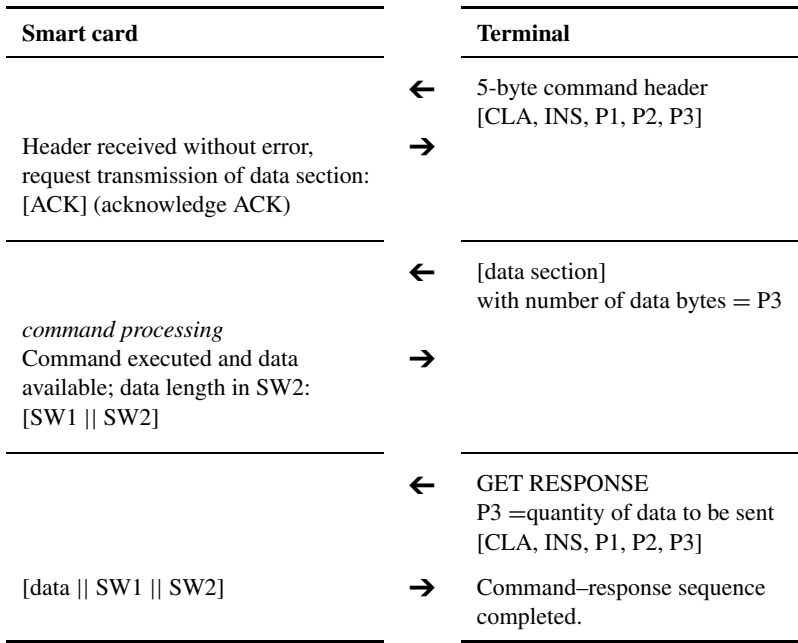 Smart card
Terminal
← 5-byte command header
[CLA, INS, P1, P2, P3]
Header received without error, →
request transmission of data section:
[ACK] (acknowledge ACK)
← [data section]
with number of data bytes = P3
command processing
Command executed and data →
available; data length in SW2:
[SW1 || SW2]
← GET RESPONSE
P3 =quantity of data to be sent
[CLA, INS, P1, P2, P3]
[data || SW1 || SW2] → Command–response sequence
completed.